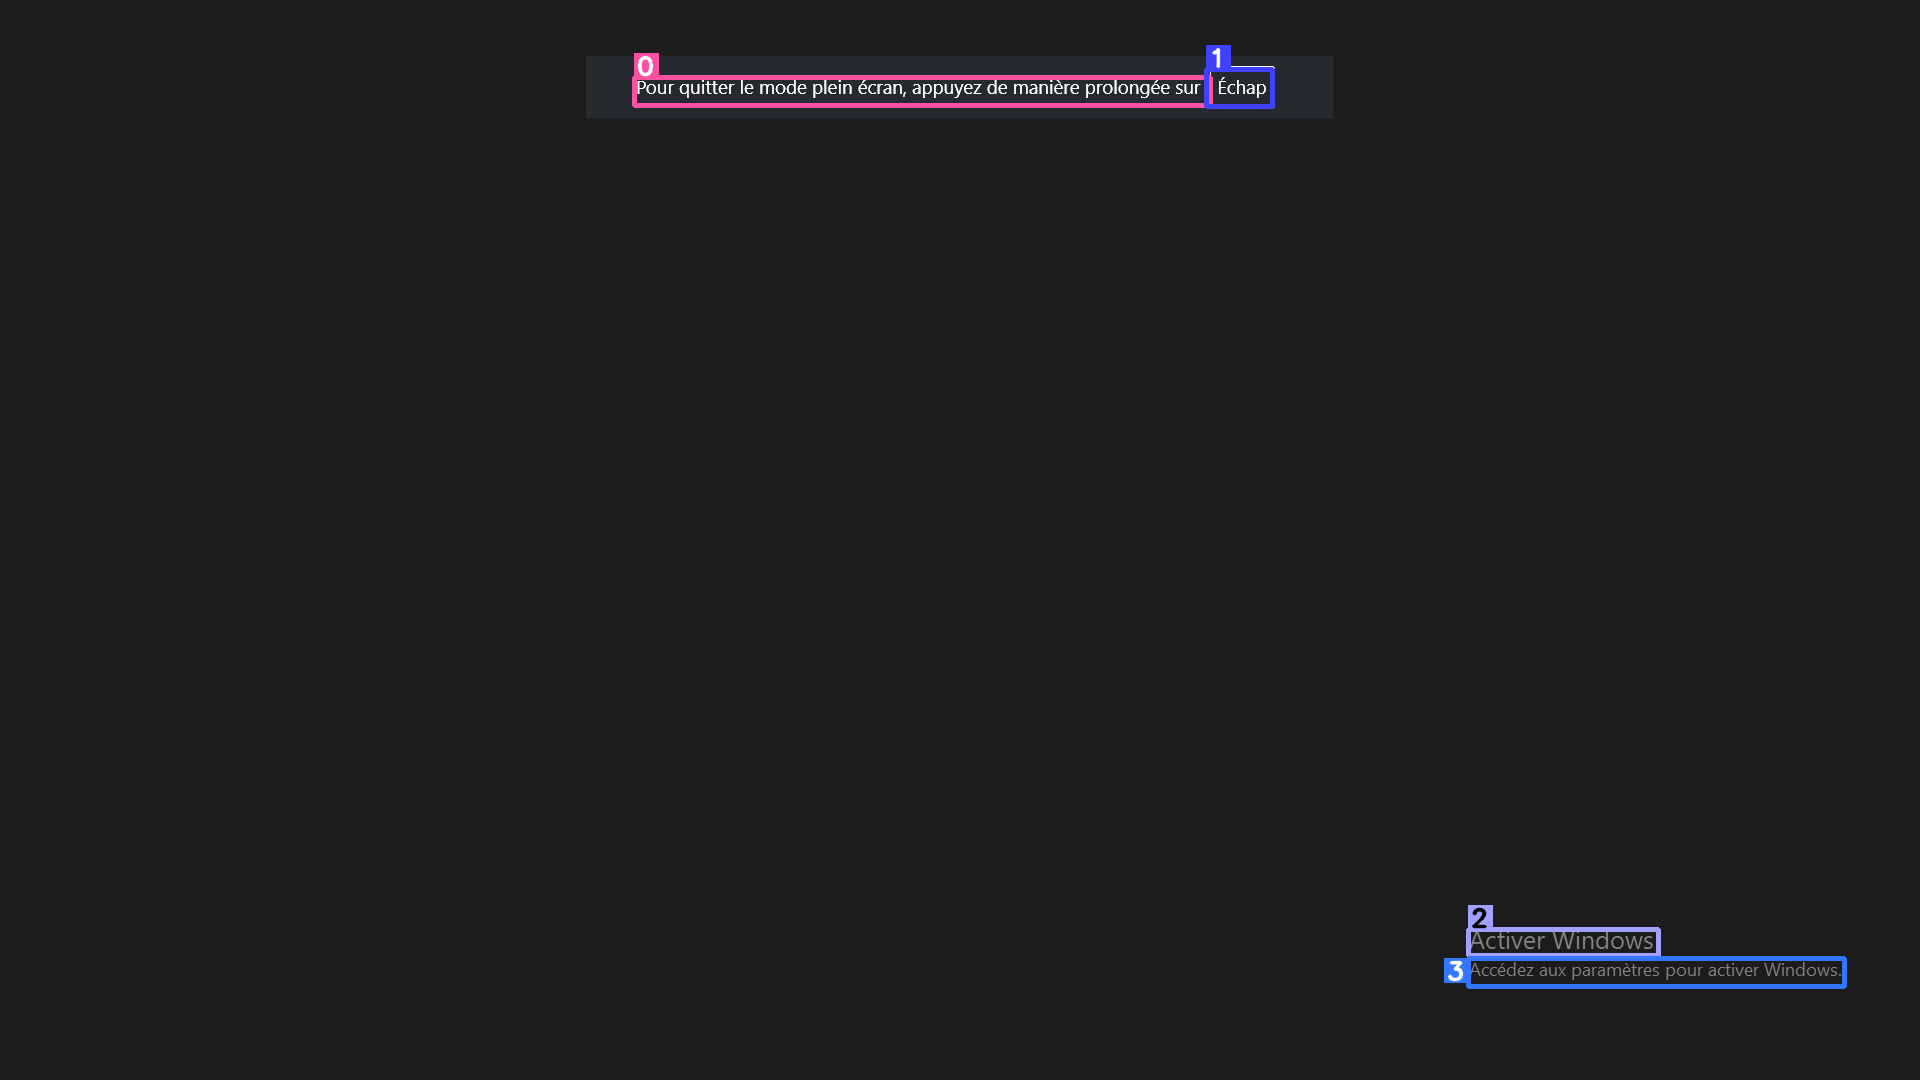 Pour quitter le mode plein écran, appuyez de manière prolongée sur Échap
Activer Windows
Accédez aux paramètres pour activer Windows.